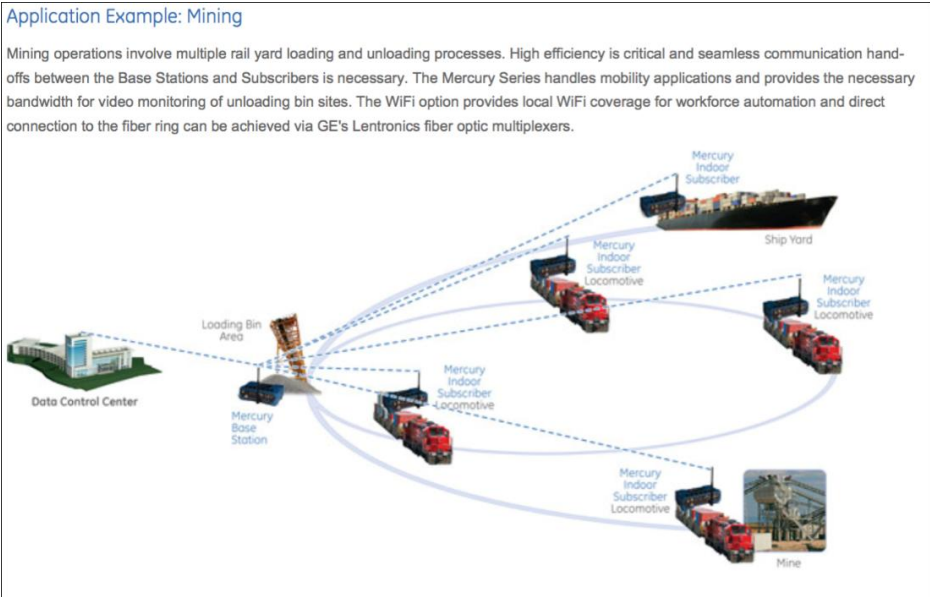 Application Example: Mining
Mining operations involve multiple rail yard loading and unloading processes. High efficiency is critical and seamless communication hand-
offs between the Base Stations and Subscribers is necessary. The Mercury Series handles mobility applications and provides the necessary
bandwidth for video monitoring of unloading bin sites. The WiFi option provides local WiFi coverage for workforce automation and direct
connection to the fiber ring can be achieved via GE's Lentronics fiber optic multiplexers.
Mercury
Indoor
Subscriber
Ship Yard
Mercury
Indoor
Subscriber
Locomotive
Mercury
Indoor
Subscriber
Locomotive
Loading Bin
Area
Data Control Center
Mercury
Base
Station
Mercury
Indoor
Subscriber
Locomotive
Mercury
Indoor
Subscriber
Locomotive
Mine